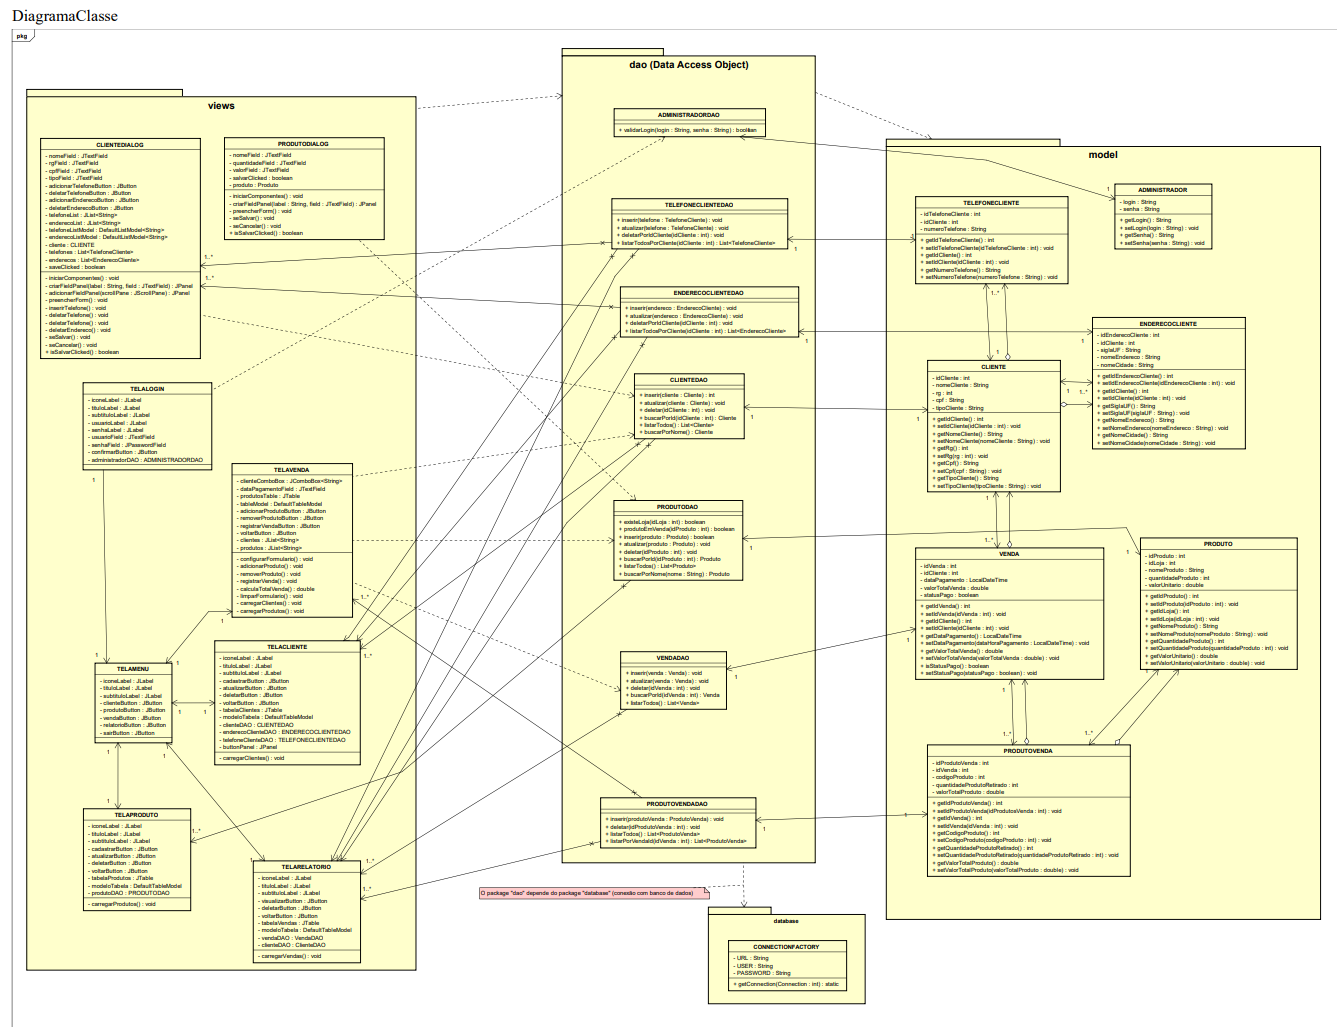 DiagramaClasse
pkg
views
CLIENTEDIALOG
- nomeField : JTextField
- rgField : JTextField
- cpfField : JTextField
- tipoField : JTextField
- adicionarTelefoneButton : JButton
- deletarTelefoneButton : JButton
- adicionarEnderecoButton : JButton
- deletarEnderecoButton : JButton
- telefoneList : JList<String>
- enderecoList : JList<String>
- telefoneListModel : DefaultListModel<String>
- enderecoListModel : DefaultListModel<String>
- cliente : CLIENTE
- telefones : List<TelefoneCliente>
- enderecos : List<EnderecoCliente>
- saveClicked : boolean
- iniciarComponentes() : void
- criarFieldPanel(label : String, field : JTextField) : JPanel
- adicionarFieldPanel(scrollPane : JScrollPane) : JPanel
- preencherForm() : void
- inserirTelefone() : void
- deletarTelefone() : void
- deletarTelefone() : void
- deletarEndereco() : void
- seSalvar() : void
- seCancelar() : void
+ isSalvarClicked() : boolean
PRODUTODIALOG
- nomeField : JTextField
- quantidadeField : JTextField
- valorField : JTextField
- salvarClicked : boolean
- produto : Produto
- iniciarComponentes() : void
- criarFieldPanel(label : String, field : JTextField) : JPanel
- preencherForm() : void
- seSalvar() : void
- seCancelar() : void
+ isSalvarClicked() : boolean
TELALOGIN
- iconeLabel : JLabel
- tituloLabel : JLabel
- subtituloLabel : JLabel
- usuarioLabel : JLabel
- senhaLabel : JLabel
- usuarioField : JTextField
- senhaField : JPasswordField
- confirmarButton : JButton
- administradorDAO : ADMINISTRADORDAO
TELAVENDA
- clienteComboBox : JComboBox<String>
- dataPagamentoField : JTextField
- produtosTable : JTable
- tableModel : DefaultTableModel
- adicionarProdutoButton : JButton
- removerProdutoButton : JButton
- registrarVendaButton : JButton
- voltarButton : JButton
- clientes : JList<String>
- produtos : JList<String>
- configurarFormulario() : void
- adicionarProduto() : void
- removerProduto() : void
- registrarVenda() : void
- calculaTotalVenda() : double
- limparFormulario() : void
- carregarClientes() : void
- carregarProdutos() : void
TELAMENU
- iconeLabel : JLabel
- tituloLabel : JLabel
- subtituloLabel : JLabel
- clienteButton : JButton
- produtoButton : JButton
- vendaButton : JButton
- relatorioButton : JButton
- sairButton : JButton
TELACLIENTE
- iconeLabel : JLabel
- tituloLabel : JLabel
- subtituloLabel : JLabel
- cadastrarButton : JButton
- atualizarButton : JButton
- deletarButton : JButton
- voltarButton : JButton
- tabelaClientes : JTable
- modeloTabela : DefaultTableModel
- clienteDAO : CLIENTEDAO
- enderecoClienteDAO : ENDERECOCLIENTEDAO
- telefoneClienteDAO : TELEFONECLIENTEDAO
- buttonPanel : JPanel
- carregarClientes() : void
TELAPRODUTO
- iconeLabel : JLabel
- tituloLabel : JLabel
- subtituloLabel : JLabel
- cadastrarButton : JButton
- atualizarButton : JButton
- deletarButton : JButton
- voltarButton : JButton
- tabelaProdutos : JTable
- modeloTabela : DefaultTableModel
- produtoDAO : PRODUTODAO
- carregarProdutos() : void
TELARELATORIO
- iconeLabel : JLabel
- tituloLabel : JLabel
- subtituloLabel : JLabel
- visualizarButton : JButton
- deletarButton : JButton
- voltarButton : JButton
- tabelaVendas : JTable
- modeloTabela : DefaultTableModel
- vendaDAO : VendaDAO
- clienteDAO : ClienteDAO
- carregarVendas() : void
dao (Data Access Object)
ADMINISTRADORDAO
+ validarLogin(login : String, senha : String) : boolean
TELEFONECLIENTEDAO
+ inserir(telefone : TelefoneCliente) : void
+ atualizar(telefone : TelefoneCliente) : void
+ deletarPorIdCliente(idCliente : int) : void
+ listarTodosPorCliente(idCliente : int) : List<TelefoneCliente>
ENDERECOCLIENTEDAO
+ inserir(endereco : EnderecoCliente) : void
+ atualizar(endereco : EnderecoCliente) : void
+ deletarPorIdCliente(idCliente : int) : void
+ listarTodosPorCliente(idCliente : int) : List<EnderecoCliente>
CLIENTEDAO
+ inserir(cliente : Cliente) : int
+ atualizar(cliente : Cliente) : void
+ deletar(idCliente : int) : void
+ buscarPorId(idCliente : int) : Cliente
+ listarTodos() : List<Cliente>
+ buscarPorNome() : Cliente
PRODUTODAO
+ existeLoja(idLoja : int) : boolean
+ produtoEmVenda(idProduto : int) : boolean
+ inserir(produto : Produto) : boolean
+ atualizar(produto : Produto) : void
+ deletar(idProduto : int) : void
+ buscarPorId(idProduto : int) : Produto
+ listarTodos() : List<Produto>
+ buscarPorNome(nome : String) : Produto
VENDADAO
+ inserir(venda : Venda) : void
+ atualizar(venda : Venda) : void
+ deletar(idVenda : int) : void
+ buscarPorId(idVenda : int) : Venda
+ listarTodos() : List<Venda>
PRODUTOVENDADAO
+ inserir(produtoVenda : ProdutoVenda) : void
+ deletar(idProdutoVenda : int) : void
+ listarTodos() : List<ProdutoVenda>
+ listarPorVendaId(idVenda : int) : List<ProdutoVenda>
O package "dao" depende do package "database" (conexão com banco de dados)
database
CONNECTIONFACTORY
- URL : String
- USER : String
- PASSWORD : String
+ getConnection(Connection : int) : static
model
ADMINISTRADOR
- login : String
- senha : String
+ getLogin() : String
+ setLogin(login : String) : void
+ getSenha() : String
+ setSenha(senha : String) : void
TELEFONECLIENTE
- idTelefoneCliente : int
- idCliente : int
- numeroTelefone : String
+ getIdTelefoneCliente() : int
+ setIdTelefoneCliente(idTelefoneCliente : int) : void
+ getIdCliente() : int
+ setIdCliente(idCliente : int) : void
+ getNumeroTelefone() : String
+ setNumeroTelefone(numeroTelefone : String) : void
ENDERECOCLIENTE
- idEnderecoCliente : int
- idCliente : int
- siglaUF : String
- nomeEndereco : String
- nomeCidade : String
+ getIdEnderecoCliente() : int
+ setIdEnderecoCliente(idEnderecoCliente : int) : void
+ getIdCliente() : int
+ setIdCliente(idCliente : int) : void
+ getSiglaUF() : String
+ setSiglaUF(siglaUF : String) : void
+ getNomeEndereco() : String
+ setNomeEndereco(nomeEndereco : String) : void
+ getNomeCidade() : String
+ setNomeCidade(nomeCidade : String) : void
CLIENTE
- idCliente : int
- nomeCliente : String
- rg : int
- cpf : String
- tipoCliente : String
+ getIdCliente() : int
+ setIdCliente(idCliente : int) : void
+ getNomeCliente() : String
+ setNomeCliente(nomeCliente : String) : void
+ getRg() : int
+ setRg(rg : int) : void
+ getCpf() : String
+ setCpf(cpf : String) : void
+ getTipoCliente() : String
+ setTipoCliente(tipoCliente : String) : void
VENDA
- idVenda : int
- idCliente : int
- dataPagamento : LocalDateTime
- valorTotalVenda : double
- statusPago : boolean
+ getIdVenda() : int
+ setIdVenda(idVenda : int) : void
+ getIdCliente() : int
+ setIdCliente(idCliente : int) : void
+ getDataPagamento() : LocalDateTime
+ setDataPagamento(dataHoraPagamento : LocalDateTime) : void
+ getValorTotalVenda() : double
+ setValorTotalVenda(valorTotalVenda : double) : void
+ isStatusPago() : boolean
+ setStatusPago(statusPago : boolean) : void
PRODUTO
- idProduto : int
- idLoja : int
- nomeProduto : String
- quantidadeProduto : int
- valorUnitario : double
+ getIdProduto() : int
+ setIdProduto(idProduto : int) : void
+ getIdLoja() : int
+ setIdLoja(idLoja : int) : void
+ getNomeProduto() : String
+ setNomeProduto(nomeProduto : String) : void
+ getQuantidadeProduto() : int
+ setQuantidadeProduto(quantidadeProduto : int) : void
+ getValorUnitario() : double
+ setValorUnitario(valorUnitario : double) : void
PRODUTOVENDA
- idProdutoVenda : int
- idVenda : int
- codigoProduto : int
- quantidadeProdutoRetirado : int
- valorTotalProduto : double
+ getIdProdutoVenda() : int
+ setIdProdutoVenda(idProdutosVenda : int) : void
+ getIdVenda() : int
+ setIdVenda(idVenda : int) : void
+ getCodigoProduto() : int
+ setCodigoProduto(codigoProduto : int) : void
+ getQuantidadeProdutoRetirado() : int
+ setQuantidadeProdutoRetirado(quantidadeProdutoRetirado : int) : void
+ getValorTotalProduto() : double
+ setValorTotalProduto(valorTotalProduto : double) : void